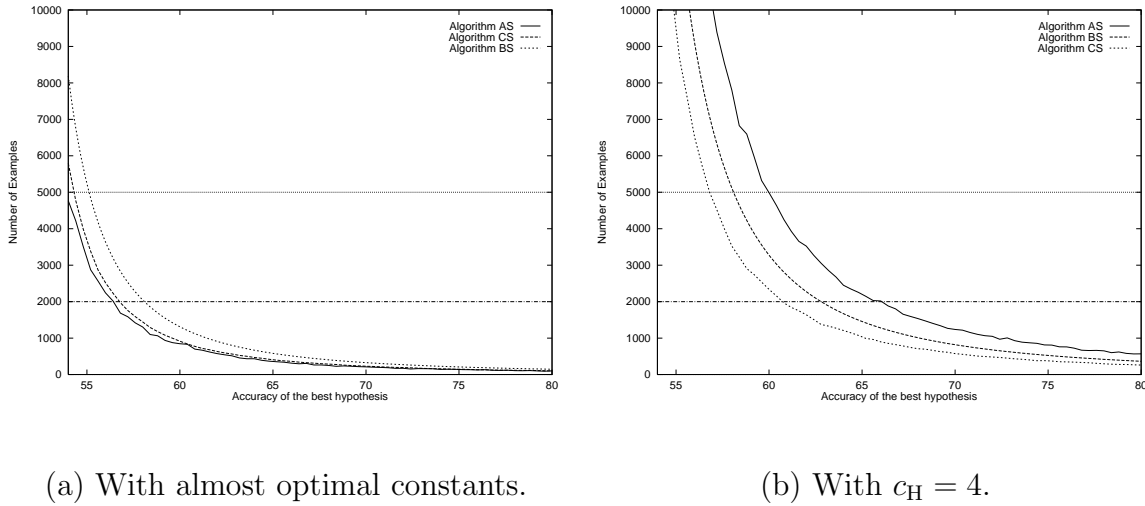 10000
9000
8000
7000
6000
5000
4000
3000
2000
1000
0
Number of Examples
Algorithm AS
Algorithm CS
Algorithm BS
55 60 65 70 75 80
Accuracy of the best hypothesis
(a) With almost optimal constants.
10000
9000
8000
7000
6000
5000
4000
3000
2000
1000
0
Number of Examples
Algorithm AS
Algorithm BS
Algorithm CS
55 60 65 70 75 80
Accuracy of the best hypothesis
(b) With c_H = 4.